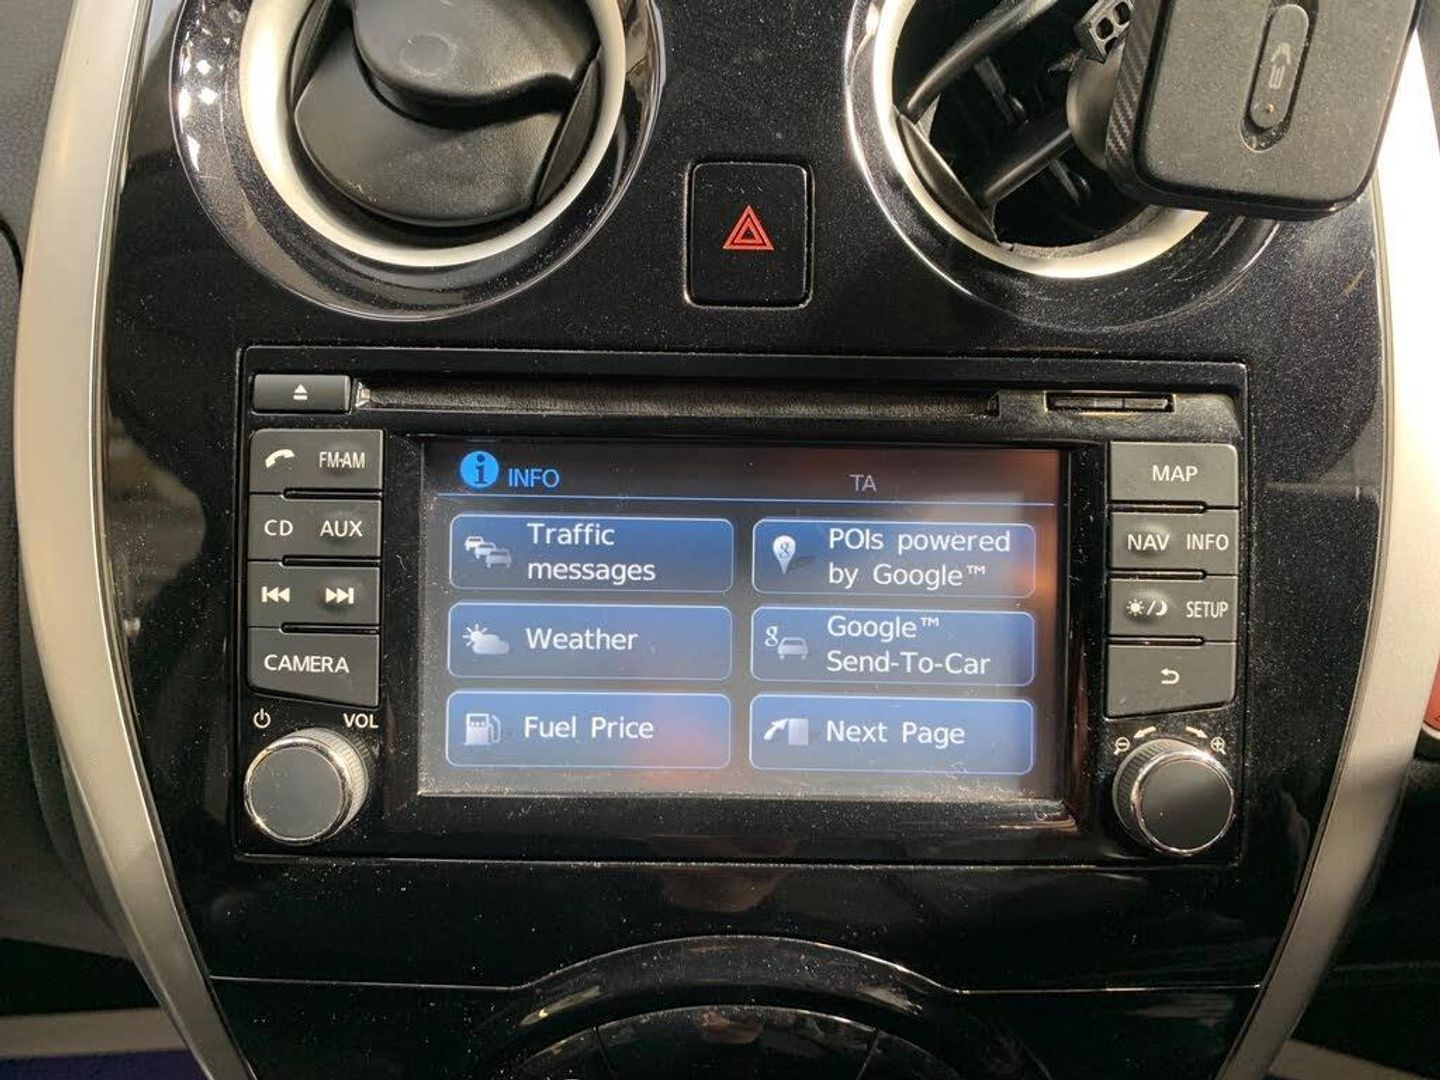 FM·AM
CD AUX
CAMERA
VOL
INFO
TA
Traffic
messages
POIs powered
by Google™
Weather
Google™
Send-To-Car
Fuel Price
Next Page
MAP
NAV INFO
SETUP